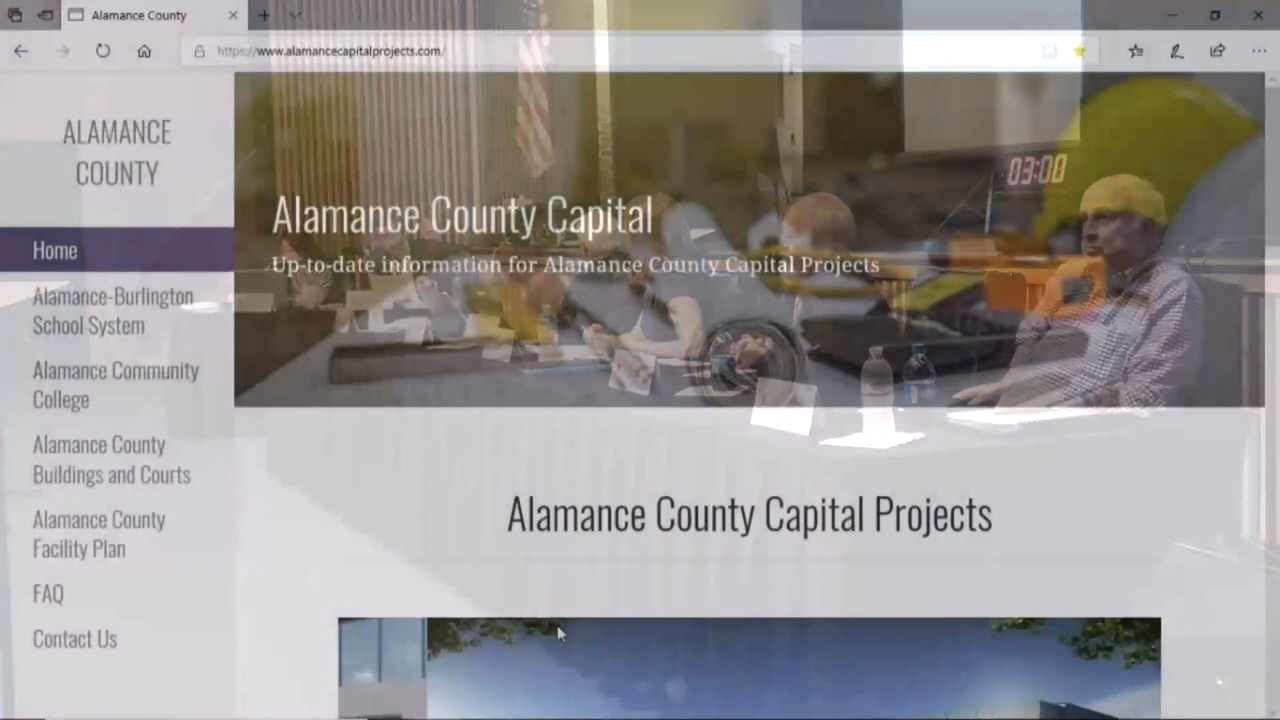 Alamance County
https://www.alamancecapitalprojects.com/
ALAMANCE
COUNTY
Home
Alamance-Burlington
School System
Alamance Community
College
Alamance County
Buildings and Courts
Alamance County
Facility Plan
FAQ
Contact Us
03:00
Alamance County Capital
Up-to-date information for Alamance County Capital Projects
Alamance County Capital Projects